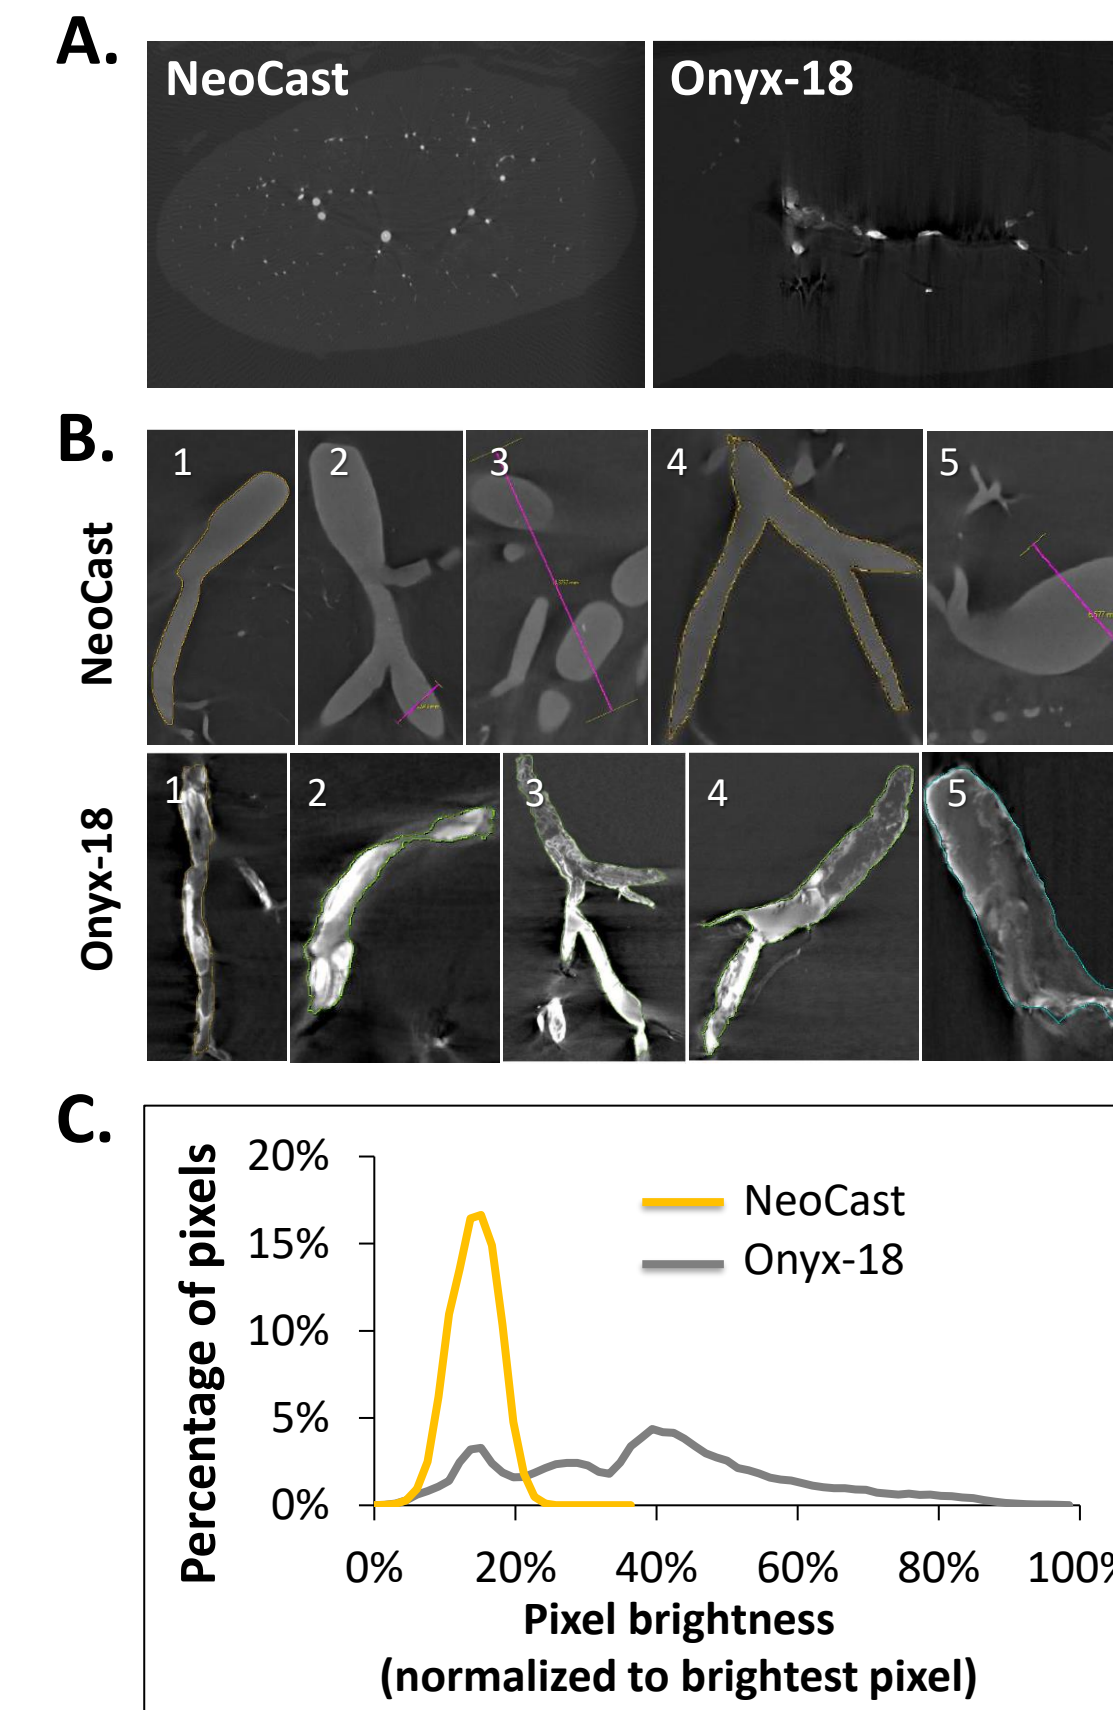 A.
NeoCast
Onyx-18
B.
NeoCast
1
2
3
4
5
Onyx-18
1
2
3
4
5
C.
Percentage of pixels
20%
15%
10%
5%
0%
NeoCast
Onyx-18
0% 20% 40% 60% 80% 100%
Pixel brightness
(normalized to brightest pixel)